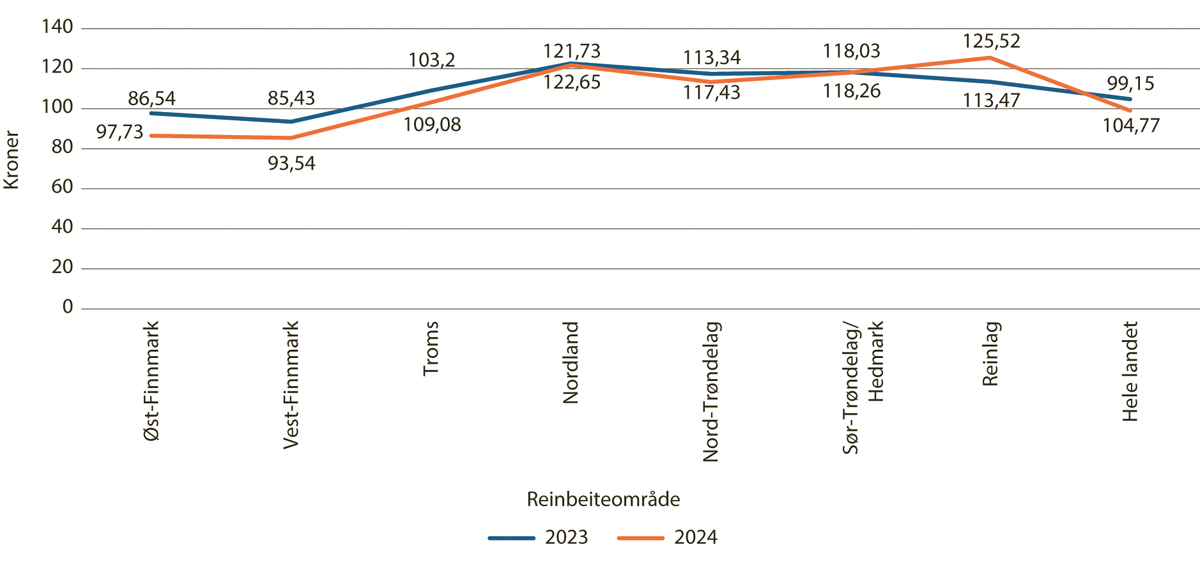 140
120
100
80
60
40
20
0
Kroner
86,54
97,73
85,43
93,54
103,2
109,08
121,73
122,65
113,34
117,43
118,03
118,26
125,52
113,47
99,15
104,77
Øst-Finnmark
Vest-Finnmark
Troms
Nordland
Nord-Trøndelag
Sør-Trøndelag/
Hedmark
Reinlag
Hele landet
Reinbeiteområde
2023
2024